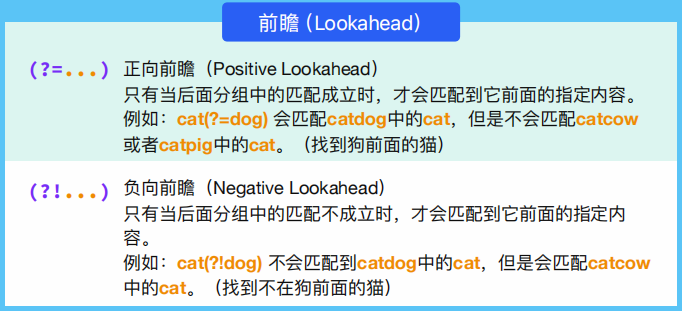 前瞻（Lookahead）
(?=...) 正向前瞻（Positive Lookahead）
只有当后面分组中的匹配成立时，才会匹配到它前面的指定内容。
例如：cat(?=dog) 会匹配catdog中的cat，但是不会匹配catcow
或者catpig中的cat。（找到狗前面的猫）
(?!...) 负向前瞻（Negative Lookahead）
只有当后面分组中的匹配不成立时，才会匹配到它前面的指定内
容。
例如：cat(?!dog) 不会匹配到catdog中的cat，但是会匹配catcow
中的cat。（找到不在狗前面的猫）